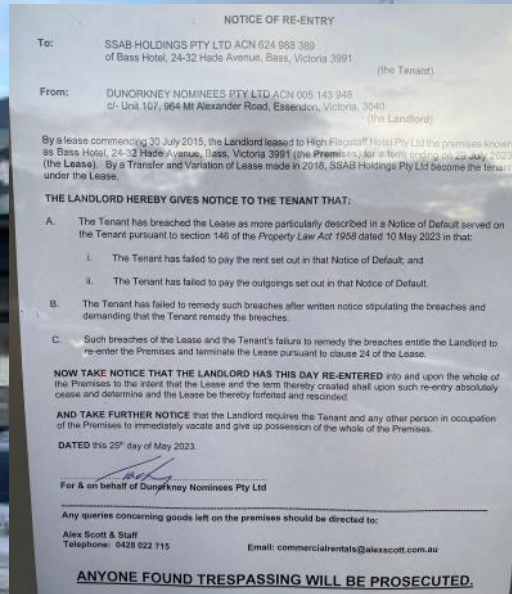 NOTICE OF RE-ENTRY
To: SSAB HOLDINGS PTY LTD ACN 624 988 389
of Bass Hotel, 24-32 Hade Avenue, Bass, Victoria 3991
(the Tenant)
From: DUNORKNEY NOMINEES PTY LTD ACN 005 143 948
c/- Unit 107, 964 Mt Alexander Road, Essendon, Victoria, 3040
(the Landlord)
By a lease commencing 30 July 2015, the Landlord leased to High Flagstaff Hotel Pty Ltd the premises known
as Bass Hotel, 24-32 Hade Avenue, Bass, Victoria 3991 (the Premises) for a term ending on 29 July 2023
(the Lease). By a Transfer and Variation of Lease made in 2018, SSAB Holdings Pty Ltd become the tenant
under the Lease.
THE LANDLORD HEREBY GIVES NOTICE TO THE TENANT THAT:
A. The Tenant has breached the Lease as more particularly described in a Notice of Default served on
the Tenant pursuant to section 146 of the Property Law Act 1958 dated 10 May 2023 in that:
i. The Tenant has failed to pay the rent set out in that Notice of Default; and
ii. The Tenant has failed to pay the outgoings set out in that Notice of Default.
B. The Tenant has failed to remedy such breaches after written notice stipulating the breaches and
demanding that the Tenant remedy the breaches.
C. Such breaches of the Lease and the Tenant's failure to remedy the breaches entitle the Landlord to
re-enter the Premises and terminate the Lease pursuant to clause 24 of the Lease.
NOW TAKE NOTICE THAT THE LANDLORD HAS THIS DAY RE-ENTERED into and upon the whole of
the Premises to the intent that the Lease and the term thereby created shall upon such re-entry absolutely
cease and determine and the Lease be thereby forfeited and rescinded.
AND TAKE FURTHER NOTICE that the Landlord requires the Tenant and any other person in occupation
of the Premises to immediately vacate and give up possession of the whole of the Premises.
DATED this 25th day of May 2023.
For & on behalf of Dunorkney Nominees Pty Ltd
Any queries concerning goods left on the premises should be directed to:
Alex Scott & Staff
Telephone: 0428 022 715 Email: commercialrentals@alexscott.com.au
ANYONE FOUND TRESPASSING WILL BE PROSECUTED.